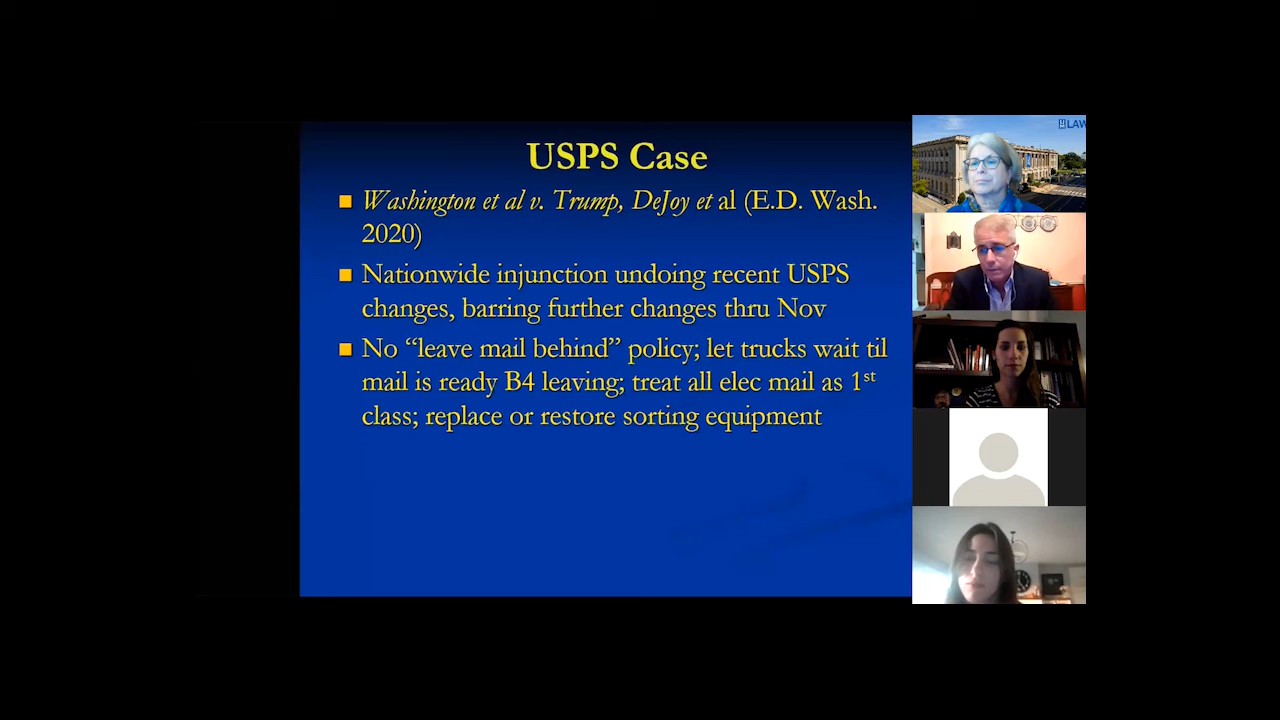 USPS Case
Washington et al v. Trump, DeJoy et al (E.D. Wash.
2020)
Nationwide injunction undoing recent USPS
changes, barring further changes thru Nov
No “leave mail behind” policy; let trucks wait til
mail is ready B4 leaving; treat all elec mail as 1st
class; replace or restore sorting equipment
LAW